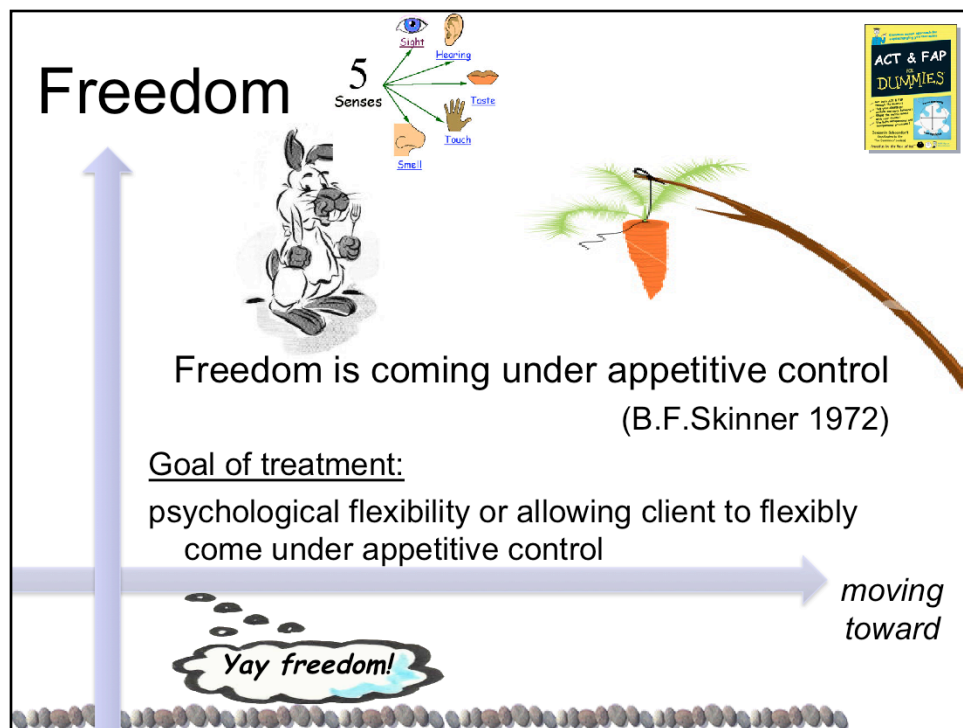 Freedom
5
Senses
Sight
Hearing
Taste
Touch
Smell
ACT & FAP
FOR
DUMMIES
Freedom is coming under appetitive control
(B.F.Skinner 1972)
Goal of treatment:
psychological flexibility or allowing client to flexibly
come under appetitive control
moving
toward
Yay freedom!